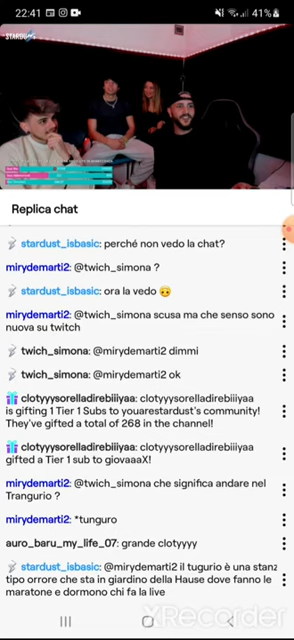 22:41
41%
STARDUST
Replica chat
stardust_isbasic: perché non vedo la chat?
mirydemarti2: @twich_simona ?
stardust_isbasic: ora la vedo 🥺
mirydemarti2: @twich_simona scusa ma che senso sono
nuova su twitch
twich_simona: @mirydemarti2 dimmi
twich_simona: @mirydemarti2 ok
clotyyysorelladirebiiiyaa: clotyyysorelladirebiiiyaa
is gifting 1 Tier 1 Subs to youarestardust's community!
They've gifted a total of 268 in the channel!
clotyyysorelladirebiiiyaa: clotyyysorelladirebiiiyaa
gifted a Tier 1 sub to giovaaaX!
mirydemarti2: @twich_simona che significa andare nel
Trangurio ?
mirydemarti2: *tunguro
auro_baru_my_life_07: grande clotyyyy
stardust_isbasic: @mirydemarti2 il tugurio è una stanz
tipo orrore che sta in giardino della Hause dove fanno le
maratone e dormono chi fa la live
XRecorder